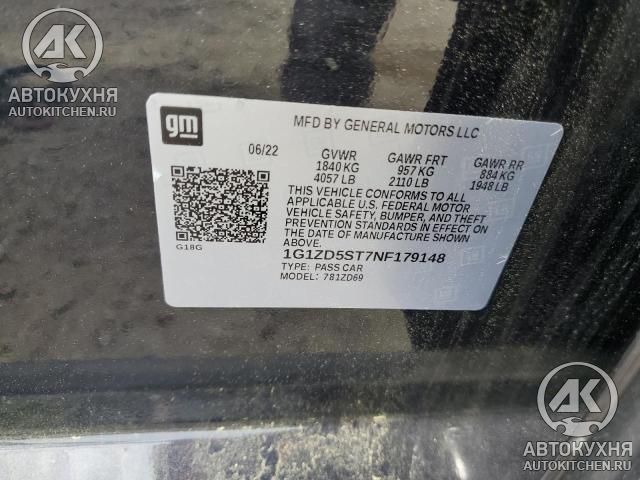 AK
АВТОКУХНЯ
AUTOKITCHEN.RU
gm
MFD BY GENERAL MOTORS LLC
06/22
GVWR
1840 KG
4057 LB
GAWR FRT
957 KG
2110 LB
GAWR RR
884 KG
1948 LB
THIS VEHICLE CONFORMS TO ALL
APPLICABLE U.S. FEDERAL MOTOR
VEHICLE SAFETY, BUMPER, AND THEFT
PREVENTION STANDARDS IN EFFECT ON
THE DATE OF MANUFACTURE SHOWN
ABOVE.
G18G
1G1ZD5ST7NF179148
TYPE: PASS CAR
MODEL: 781ZD69
AK
АВТОКУХНЯ
AUTOKITCHEN.RU